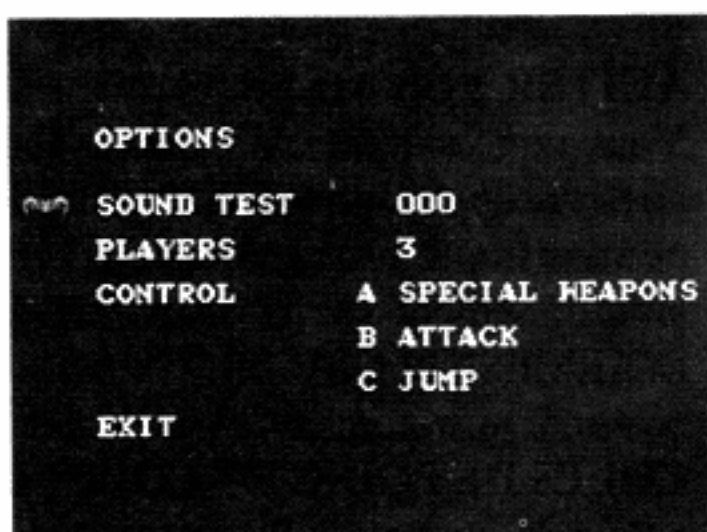 OPTIONS
SOUND TEST 000
PLAYERS 3
CONTROL A SPECIAL WEAPONS
B ATTACK
C JUMP
EXIT